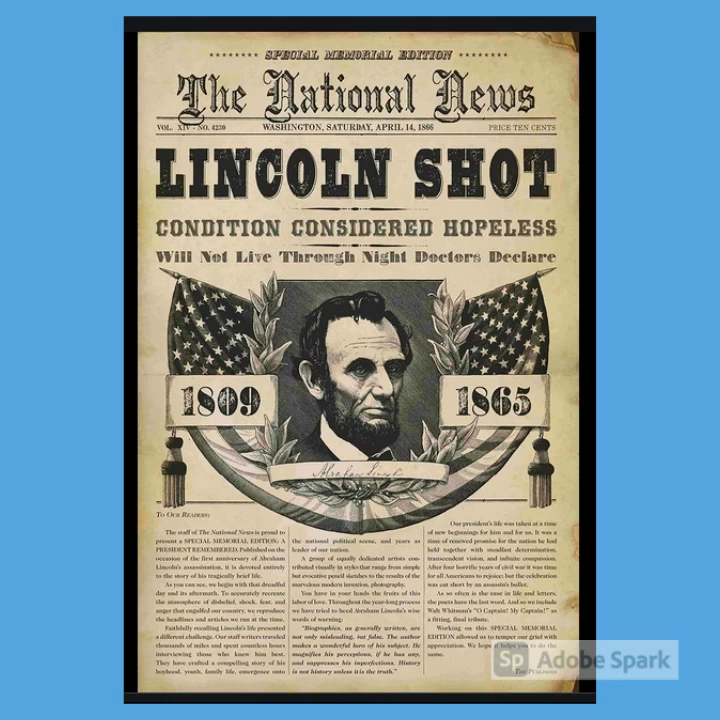 SPECIAL MEMORIAL EDITION
The National News
VOL. XIV - NO. 4230 WASHINGTON, SATURDAY, APRIL 14, 1866 PRICE TEN CENTS
LINCOLN SHOT
CONDITION CONSIDERED HOPELESS
Will Not Live Through Night Doctors Declare
1809
1865
Abraham Lincoln
TO OUR READERS:
The staff of The National News is proud to
present a SPECIAL MEMORIAL EDITION: A
PRESIDENT REMEMBERED. Published on the
occasion of the first anniversary of Abraham
Lincoln's assassination, it is devoted entirely
to the story of his tragically brief life.
As you can see, we begin with that dreadful
day and its aftermath. To accurately recreate
the atmosphere of disbelief, shock, fear, and
anger that engulfed our country, we reproduce
the headlines and articles we ran at the time.
Faithfully recalling Lincoln's life presented
a different challenge. Our staff writers traveled
thousands of miles and spent countless hours
interviewing those who knew him best.
They have crafted a compelling story of his
boyhood, youth, family life, emergence onto
the national political scene, and years as
leader of our nation.
A group of equally dedicated artists con-
tributed visually in styles that range from simple
but evocative pencil sketches to the results of the
marvelous modern invention, photography.
You have in your hands the fruits of this
labor of love. Throughout the year-long process
we have tried to heed Abraham Lincoln's wise
words of warning:
"Biographies, as generally written, are
not only misleading, but false. The author
makes a wonderful hero of his subject. He
magnifies his perfections, if he has any,
and suppresses his imperfections. History
is not history unless it is the truth."
Our president's life was taken at a time
of new beginnings for him and for us. It was a
time of renewed promise for the nation he had
held together with steadfast determination,
transcendent vision, and infinite compassion.
After four horrific years of civil war it was time
for all Americans to rejoice; but the celebration
was cut short by an assassin's bullet.
As so often is the case in life and letters,
the poets have the last word. And so we include
Walt Whitman's "O Captain! My Captain!" as
a fitting, final tribute.
Working on this SPECIAL MEMORIAL
EDITION allowed us to temper our grief with
appreciation. We hope it helps you to do the
same.
THE PUBLISHER
Sp Adobe Spark